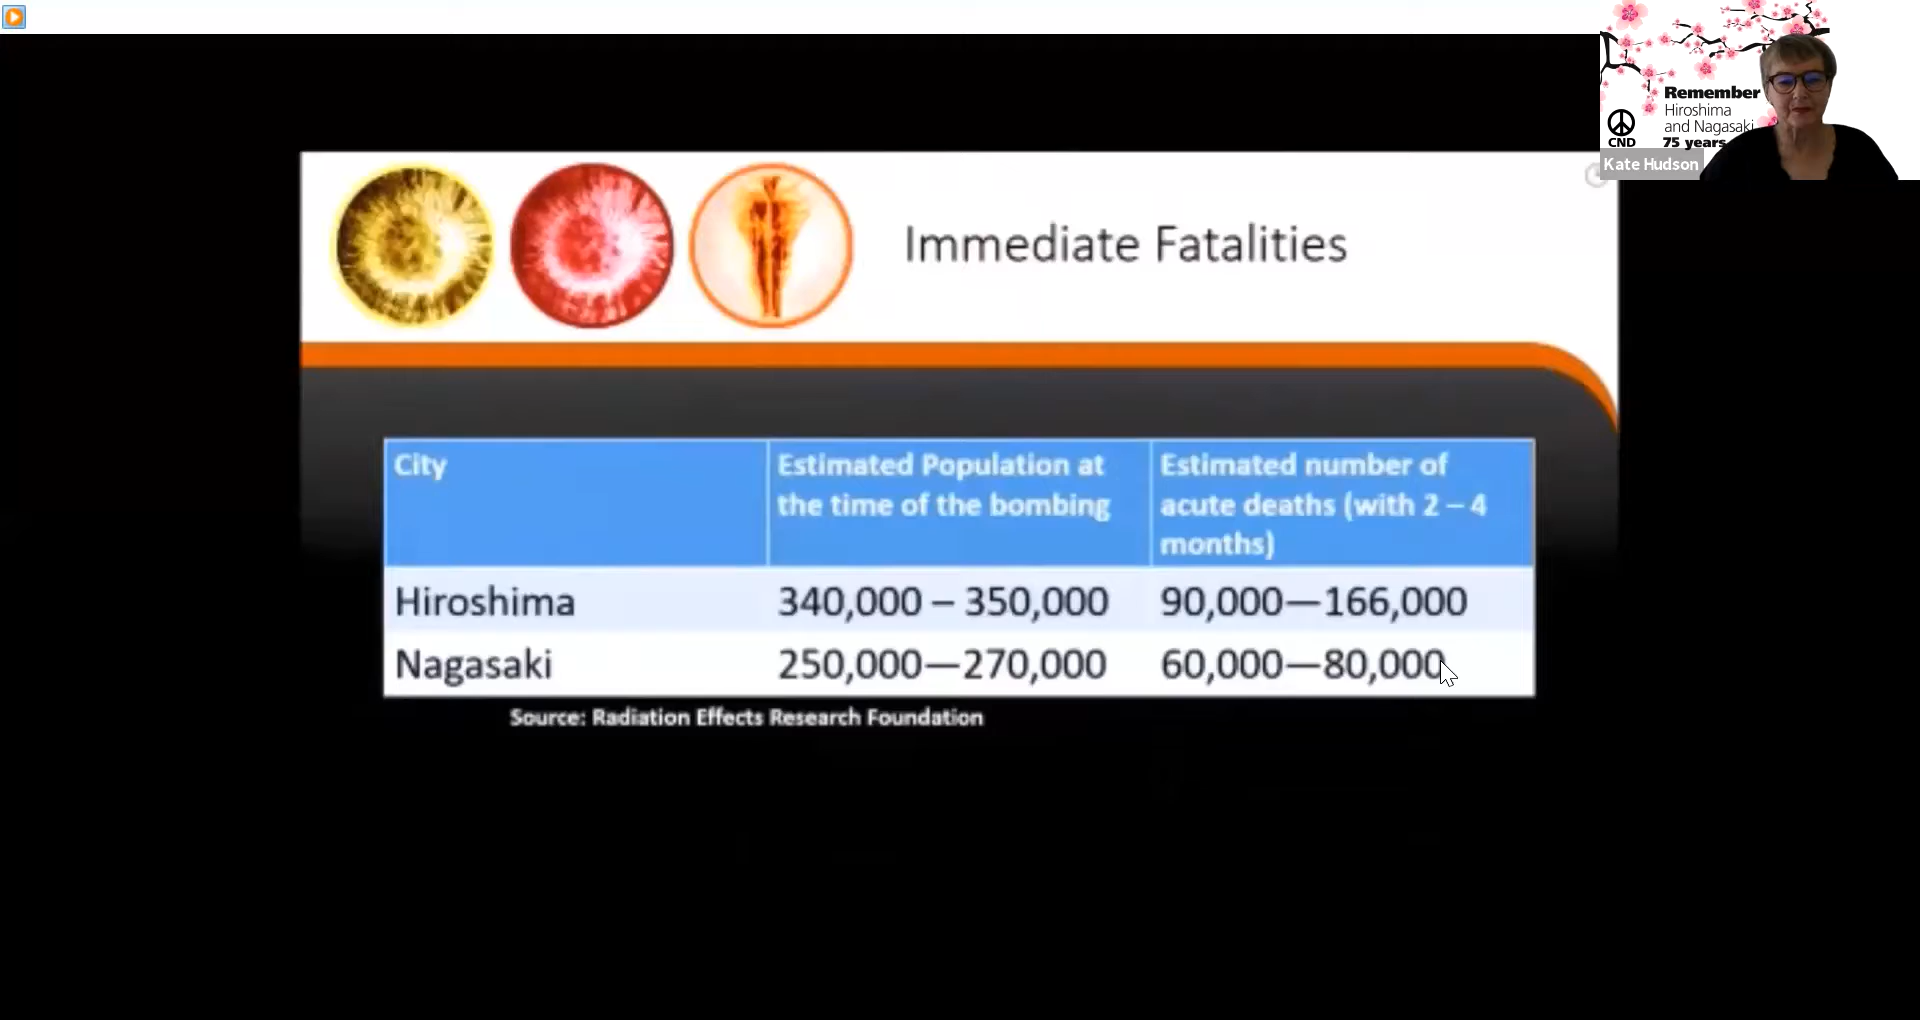 Remember
Hiroshima
and Nagasaki
75 years
CND
Kate Hudson
Immediate Fatalities
City
Estimated Population at
the time of the bombing
Estimated number of
acute deaths (with 2 – 4
months)
Hiroshima
340,000 – 350,000
90,000—166,000
Nagasaki
250,000—270,000
60,000—80,000
Source: Radiation Effects Research Foundation